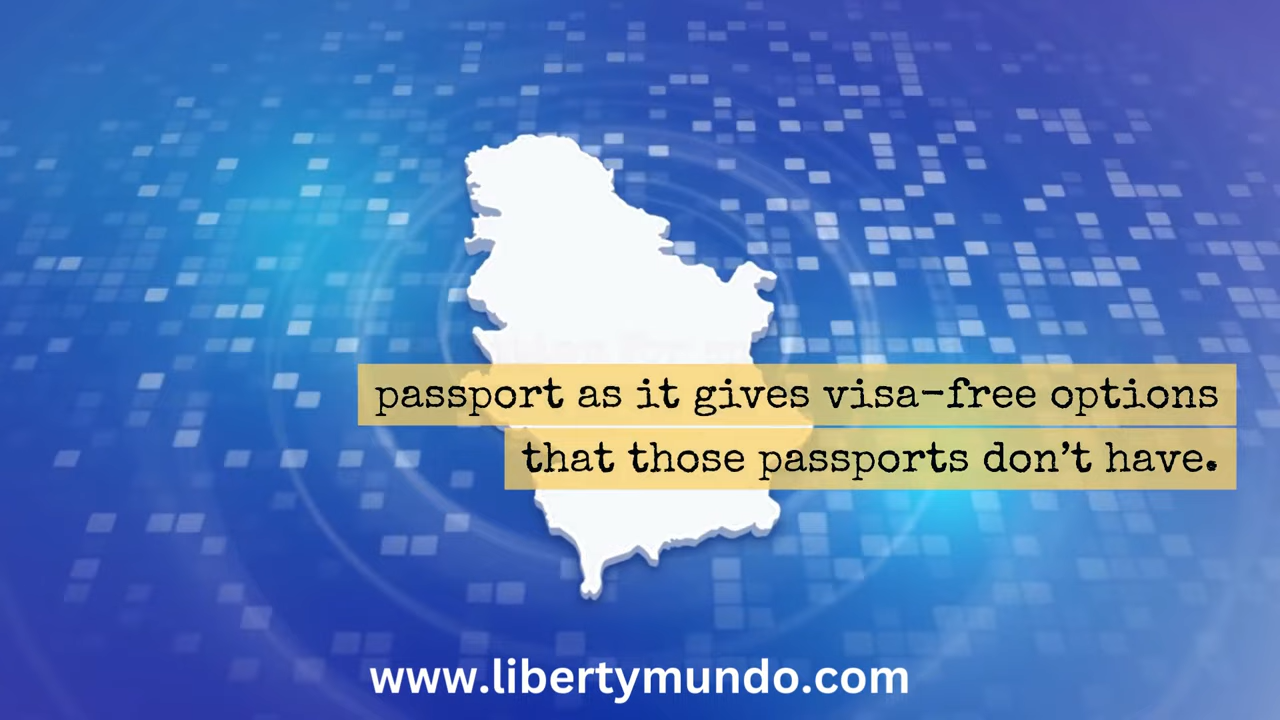 passport as it gives visa-free options
that those passports don’t have.
www.libertymundo.com